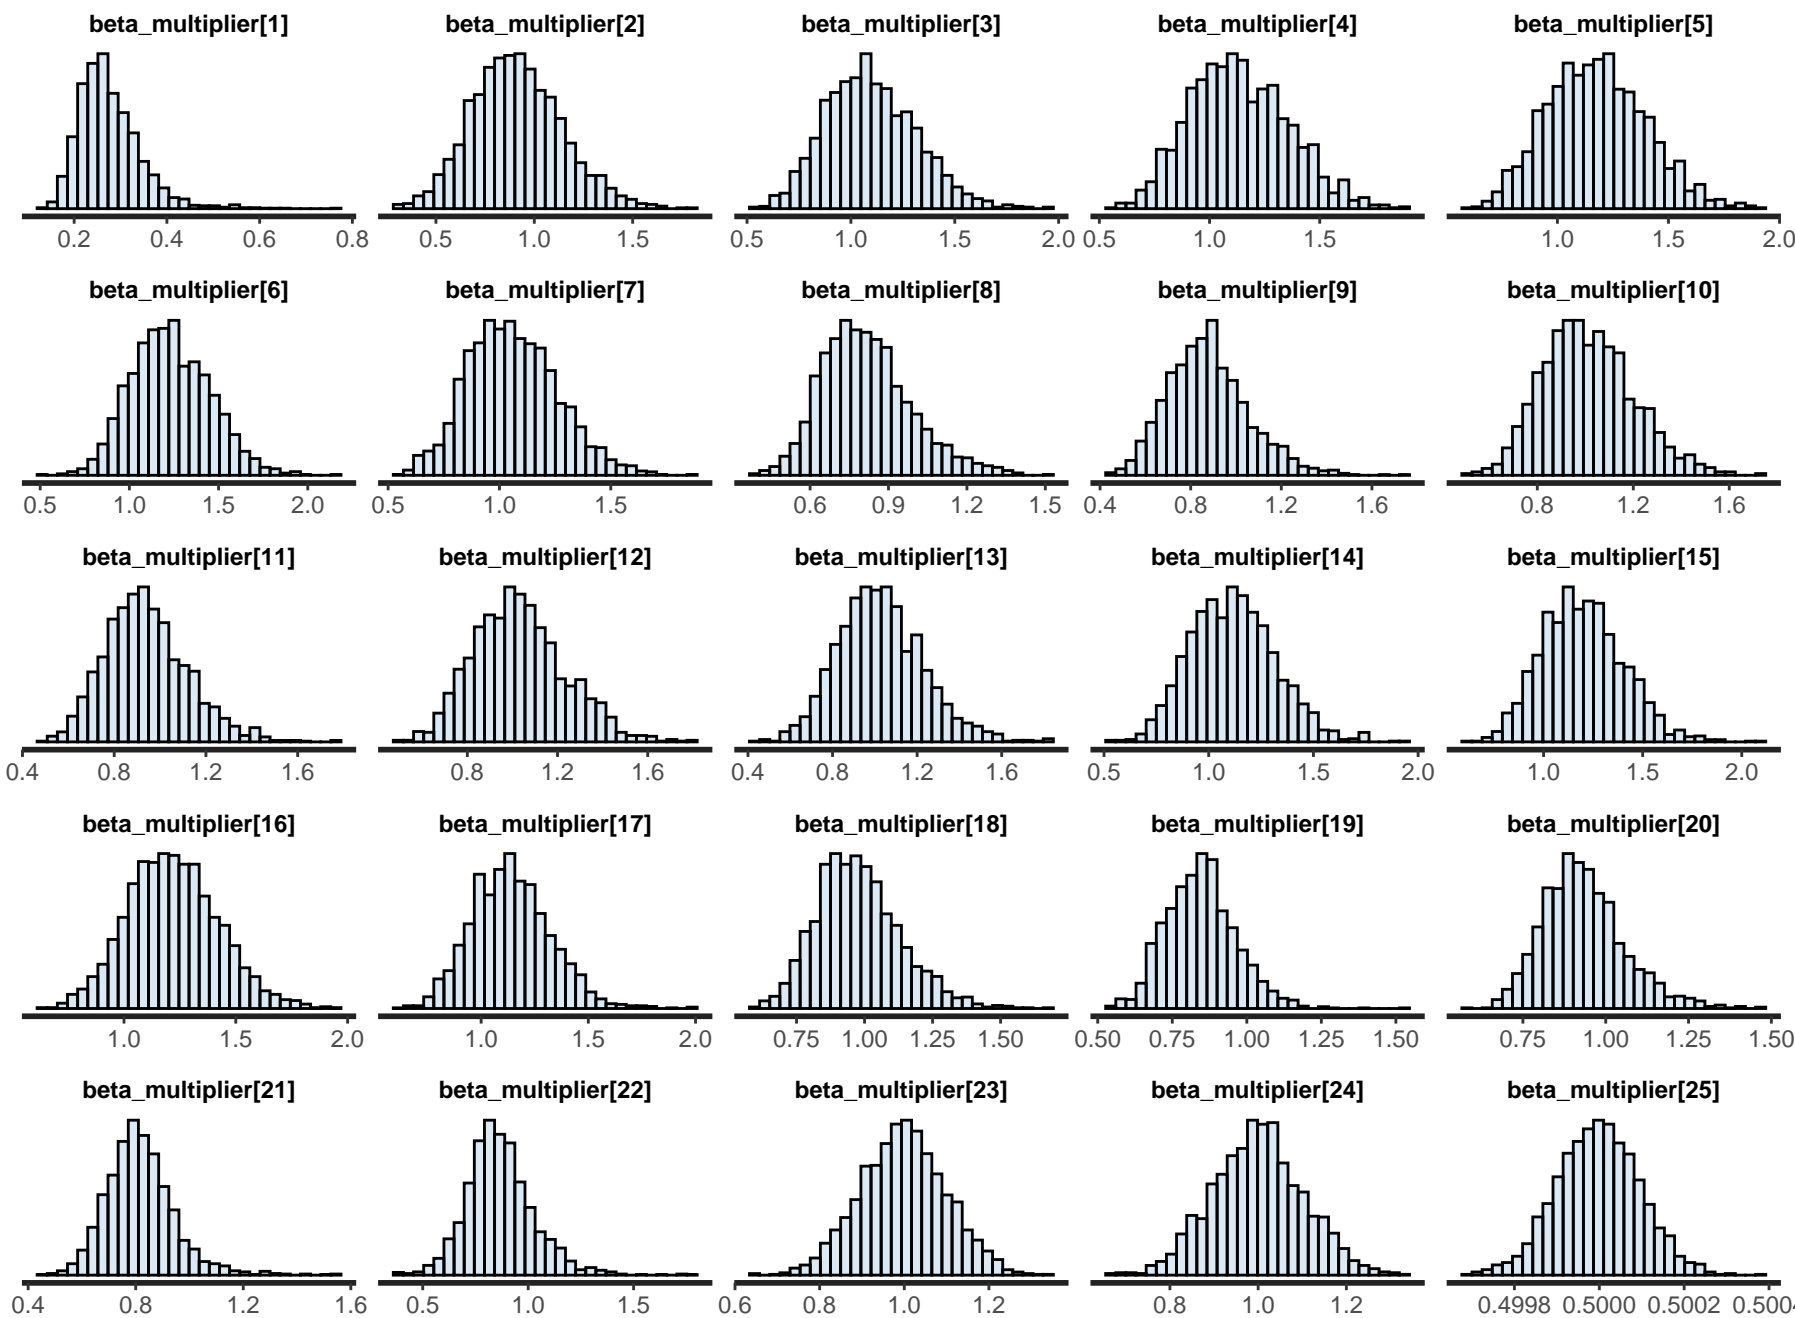 beta_multiplier[1] beta_multiplier[2] beta_multiplier[3] beta_multiplier[4] beta_multiplier[5]
0.2 0.4 0.6 0.8 0.5 1.0 1.5 0.5 1.0 1.5 2.0 0.5 1.0 1.5 1.0 1.5 2.0
beta_multiplier[6] beta_multiplier[7] beta_multiplier[8] beta_multiplier[9] beta_multiplier[10]
0.5 1.0 1.5 2.0 0.5 1.0 1.5 0.6 0.9 1.2 1.5 0.4 0.8 1.2 1.6 0.8 1.2 1.6
beta_multiplier[11] beta_multiplier[12] beta_multiplier[13] beta_multiplier[14] beta_multiplier[15]
0.4 0.8 1.2 1.6 0.8 1.2 1.6 0.4 0.8 1.2 1.6 0.5 1.0 1.5 2.0 1.0 1.5 2.0
beta_multiplier[16] beta_multiplier[17] beta_multiplier[18] beta_multiplier[19] beta_multiplier[20]
1.0 1.5 2.0 1.0 1.5 2.0 0.75 1.00 1.25 1.50 0.50 0.75 1.00 1.25 1.50 0.75 1.00 1.25 1.50
beta_multiplier[21] beta_multiplier[22] beta_multiplier[23] beta_multiplier[24] beta_multiplier[25]
0.4 0.8 1.2 1.6 0.5 1.0 1.5 0.6 0.8 1.0 1.2 0.8 1.0 1.2 0.4998 0.5000 0.5002